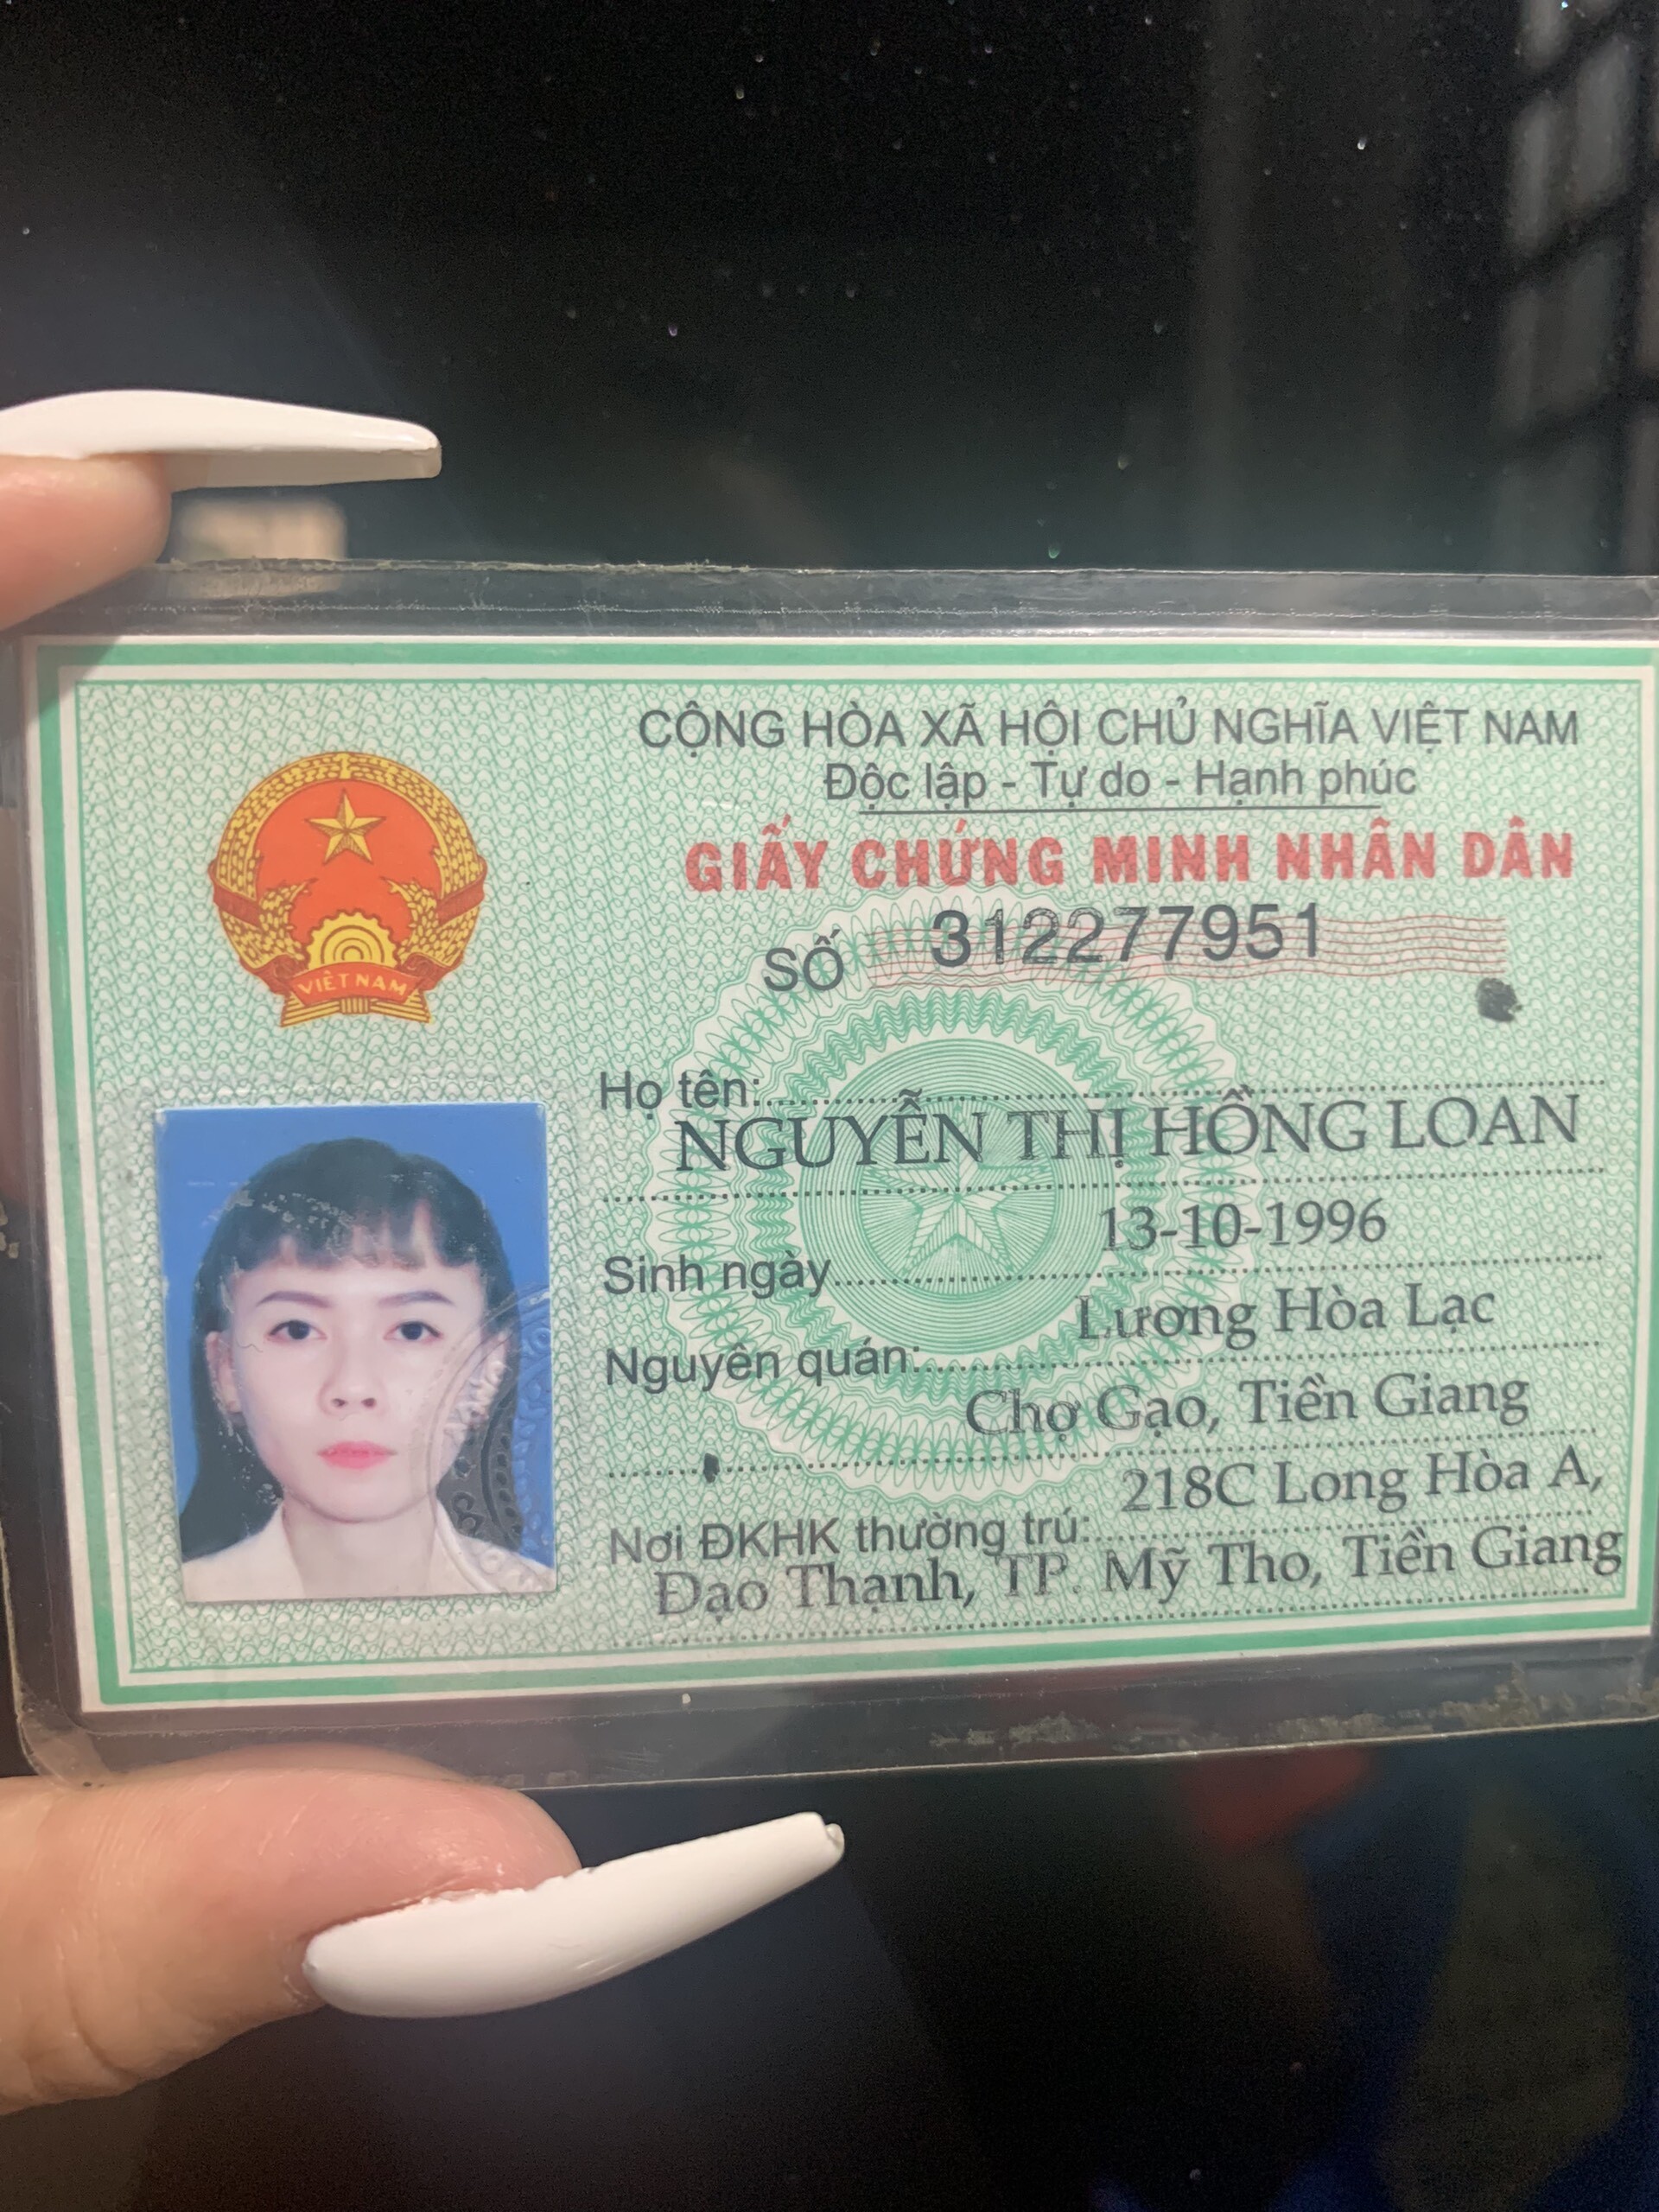 CỘNG HÒA XÃ HỘI CHỦ NGHĨA VIỆT NAM
Độc lập - Tự do - Hạnh phúc
GIẤY CHỨNG MINH NHÂN DÂN
SỐ 312277951
VIỆT NAM
Họ tên:
NGUYỄN THỊ HỒNG LOAN
13-10-1996
Sinh ngày
Lương Hòa Lạc
Nguyên quán:
Chợ Gạo, Tiền Giang
218C Long Hòa A,
Nơi ĐKHK thường trú:
Đạo Thạnh, TP. Mỹ Tho, Tiền Giang